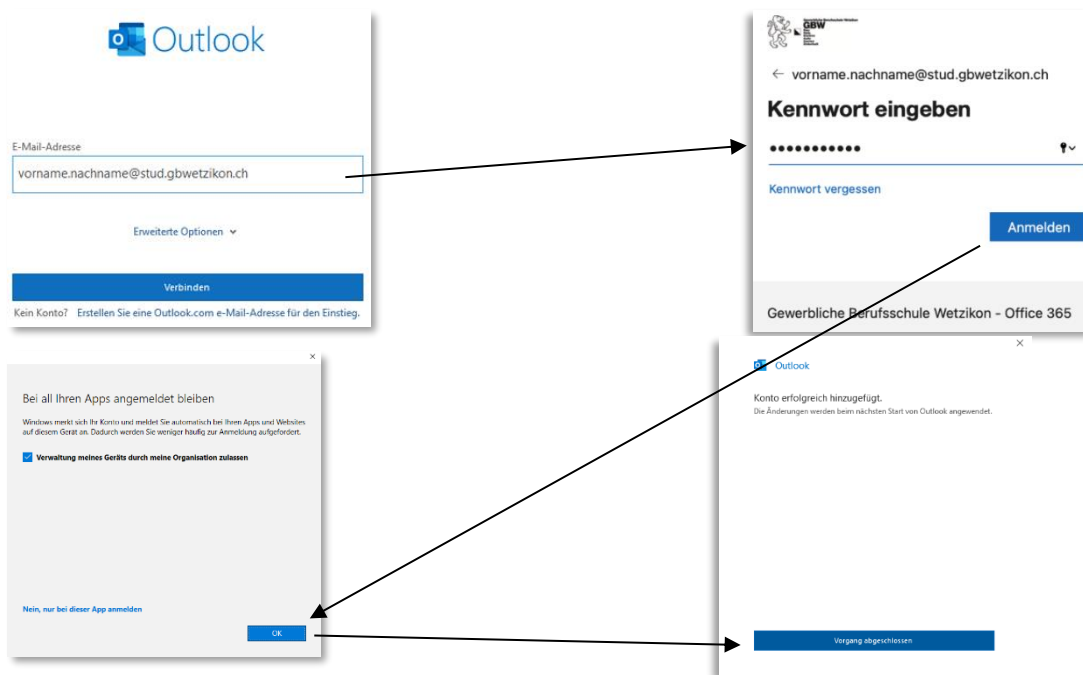 Outlook
E-Mail-Adresse
vorname.nachname@stud.gbwetzikon.ch
Erweiterte Optionen
Verbinden
Kein Konto? Erstellen Sie eine Outlook.com e-Mail-Adresse für den Einstieg.
Gewerbliche Berufsschule Wetzikon
GBW
← vorname.nachname@stud.gbwetzikon.ch
Kennwort eingeben
Kennwort vergessen
Anmelden
Gewerbliche Berufsschule Wetzikon - Office 365
Bei all Ihren Apps angemeldet bleiben
Windows merkt sich Ihr Konto und meldet Sie automatisch bei Ihren Apps und Websites
auf diesem Gerät an. Dadurch werden Sie weniger häufig zur Anmeldung aufgefordert.
Verwaltung meines Geräts durch meine Organisation zulassen
Nein, nur bei dieser App anmelden
OK
Outlook
Konto erfolgreich hinzugefügt.
Die Änderungen werden beim nächsten Start von Outlook angewendet.
Vorgang abgeschlossen